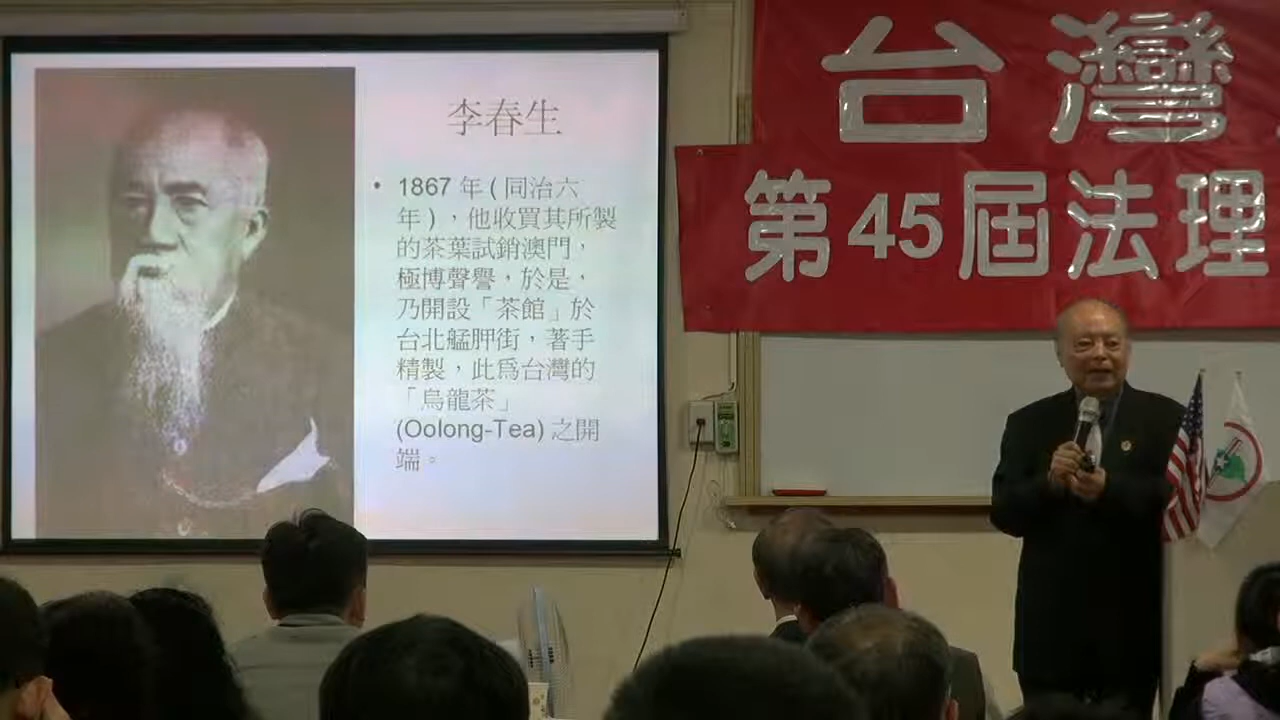 李春生
• 1867 年 ( 同治六
年 ) ，他收買其所製
的茶葉試銷澳門，
極博聲譽，於是，
乃開設「茶館」於
台北艋舺街，著手
精製，此為台灣的
「烏龍茶」
(Oolong-Tea) 之開
端。
台灣
第45屆法理